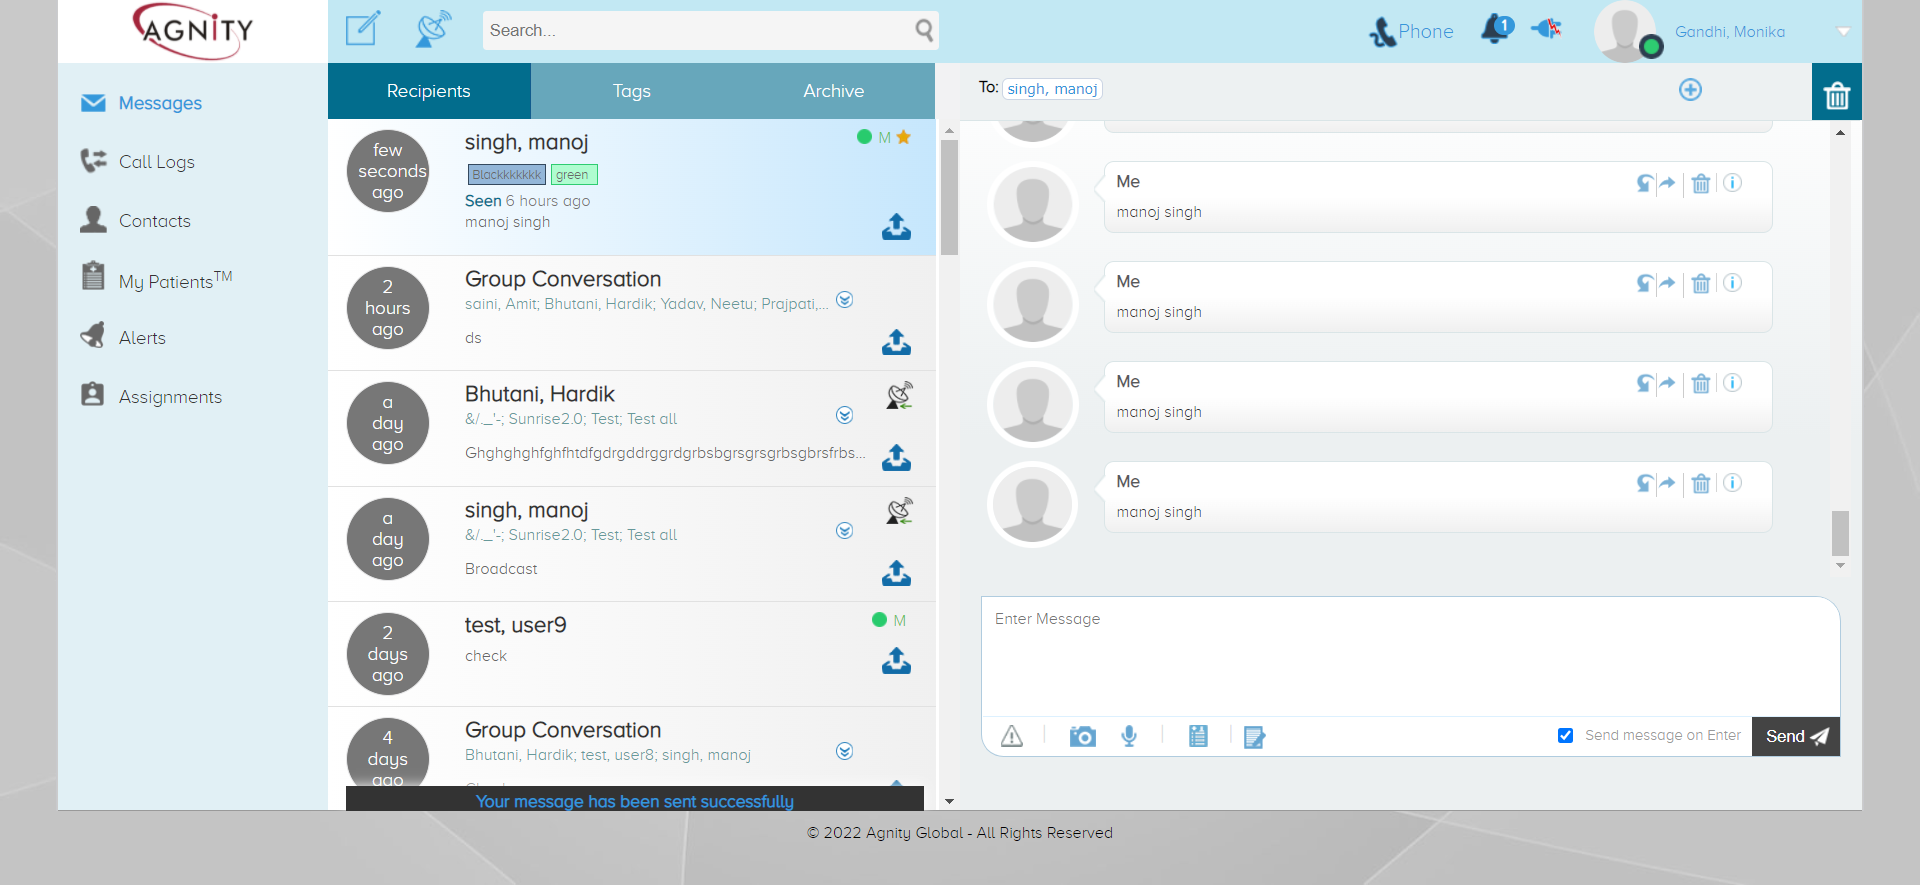 AGNITY
Search...
Phone
1
Gandhi, Monika
Messages
Call Logs
Contacts
My Patients™
Alerts
Assignments
Recipients
Tags
Archive
few
seconds
ago
singh, manoj
M
Blackkkkkkk
green
Seen 6 hours ago
manoj singh
2
hours
ago
Group Conversation
saini, Amit; Bhutani, Hardik; Yadav, Neetu; Prajpati,...
ds
a
day
ago
Bhutani, Hardik
&/._'-; Sunrise2.0; Test; Test all
Ghghghghfghfhtdfgdrgddrggrdgrbsbgrsgrsgrbsgbrsfrbs...
a
day
ago
singh, manoj
&/._'-; Sunrise2.0; Test; Test all
Broadcast
2
days
ago
test, user9
M
check
4
days
ago
Group Conversation
Bhutani, Hardik; test, user8; singh, manoj
Your message has been sent successfully
To: singh, manoj
Me
manoj singh
Me
manoj singh
Me
manoj singh
Me
manoj singh
Enter Message
Send message on Enter
Send
© 2022 Agnity Global - All Rights Reserved